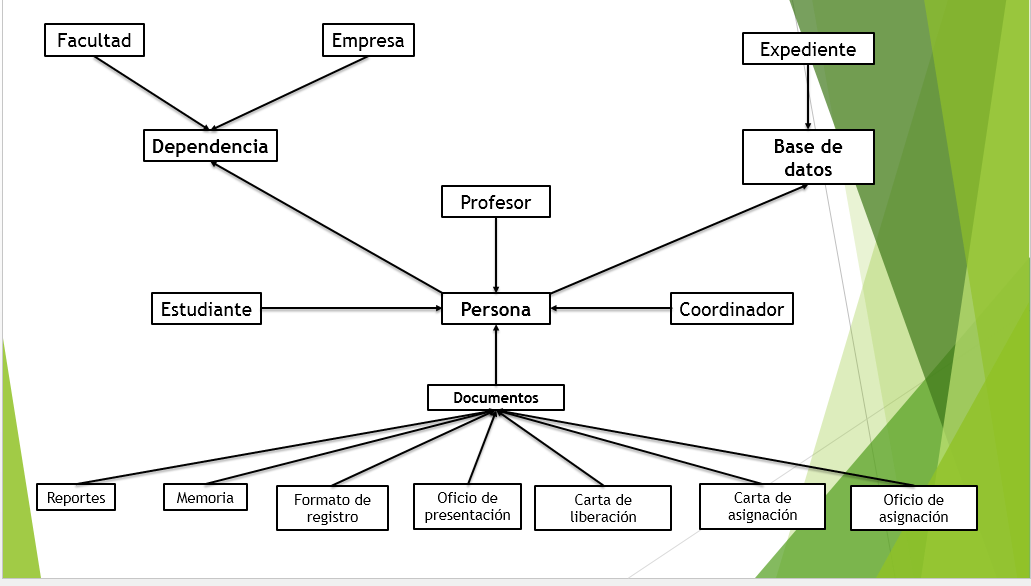 Facultad
Empresa
Expediente
Dependencia
Base de
datos
Profesor
Estudiante
Persona
Coordinador
Documentos
Reportes
Memoria
Formato de
registro
Oficio de
presentación
Carta de
liberación
Carta de
asignación
Oficio de
asignación